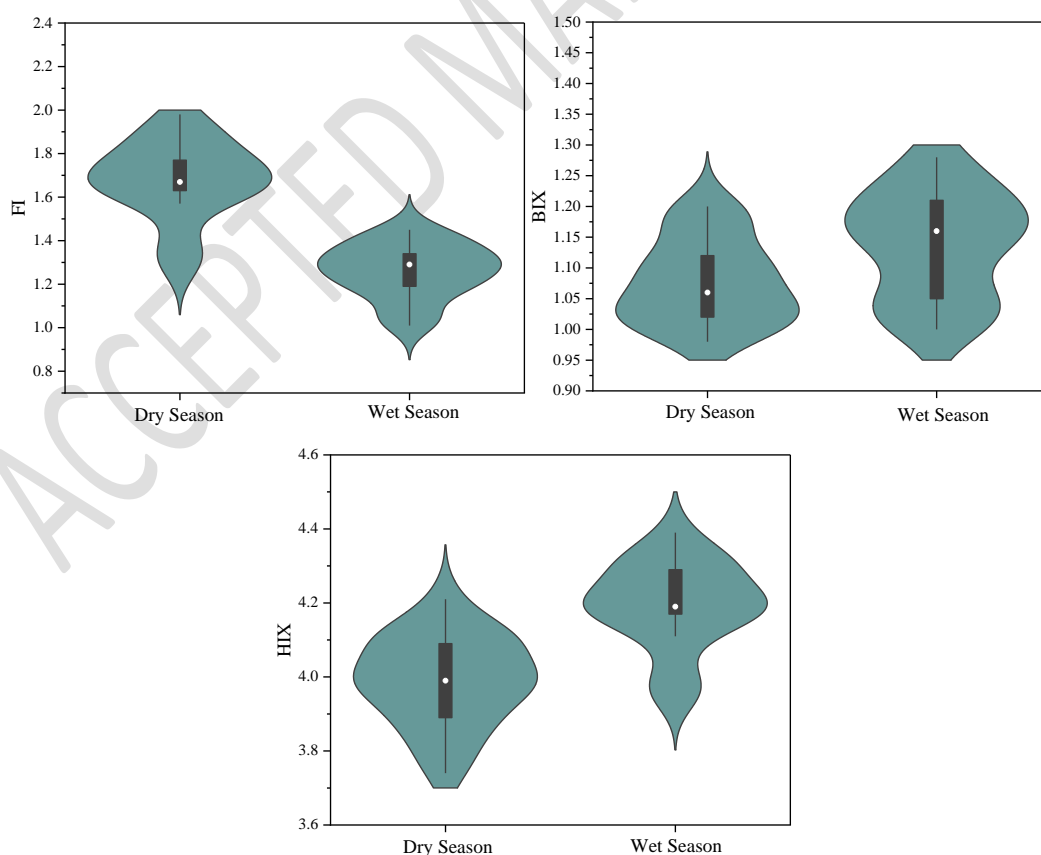 ACCEPTED MA
2.4
2.2
2.0
1.8
1.6
1.4
1.2
1.0
0.8
FI
Dry Season
Wet Season
1.50
1.45
1.40
1.35
1.30
1.25
1.20
1.15
1.10
1.05
1.00
0.95
0.90
BIX
Dry Season
Wet Season
4.6
4.4
4.2
4.0
3.8
3.6
HIX
Dry Season
Wet Season